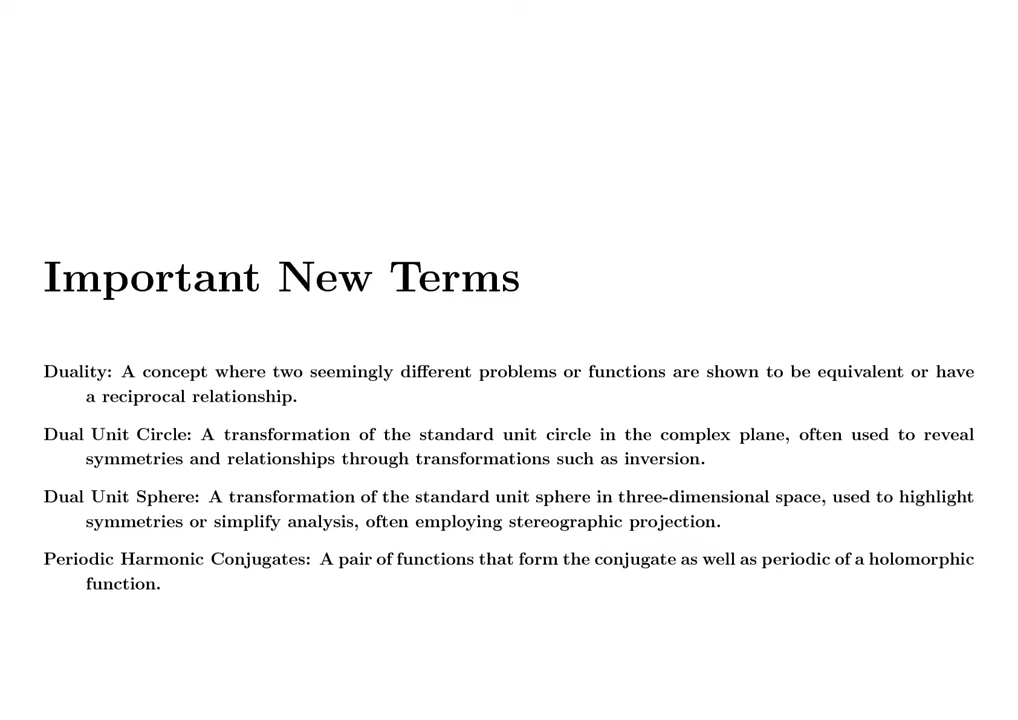 Important New Terms
Duality: A concept where two seemingly different problems or functions are shown to be equivalent or have
a reciprocal relationship.
Dual Unit Circle: A transformation of the standard unit circle in the complex plane, often used to reveal
symmetries and relationships through transformations such as inversion.
Dual Unit Sphere: A transformation of the standard unit sphere in three-dimensional space, used to highlight
symmetries or simplify analysis, often employing stereographic projection.
Periodic Harmonic Conjugates: A pair of functions that form the conjugate as well as periodic of a holomorphic
function.